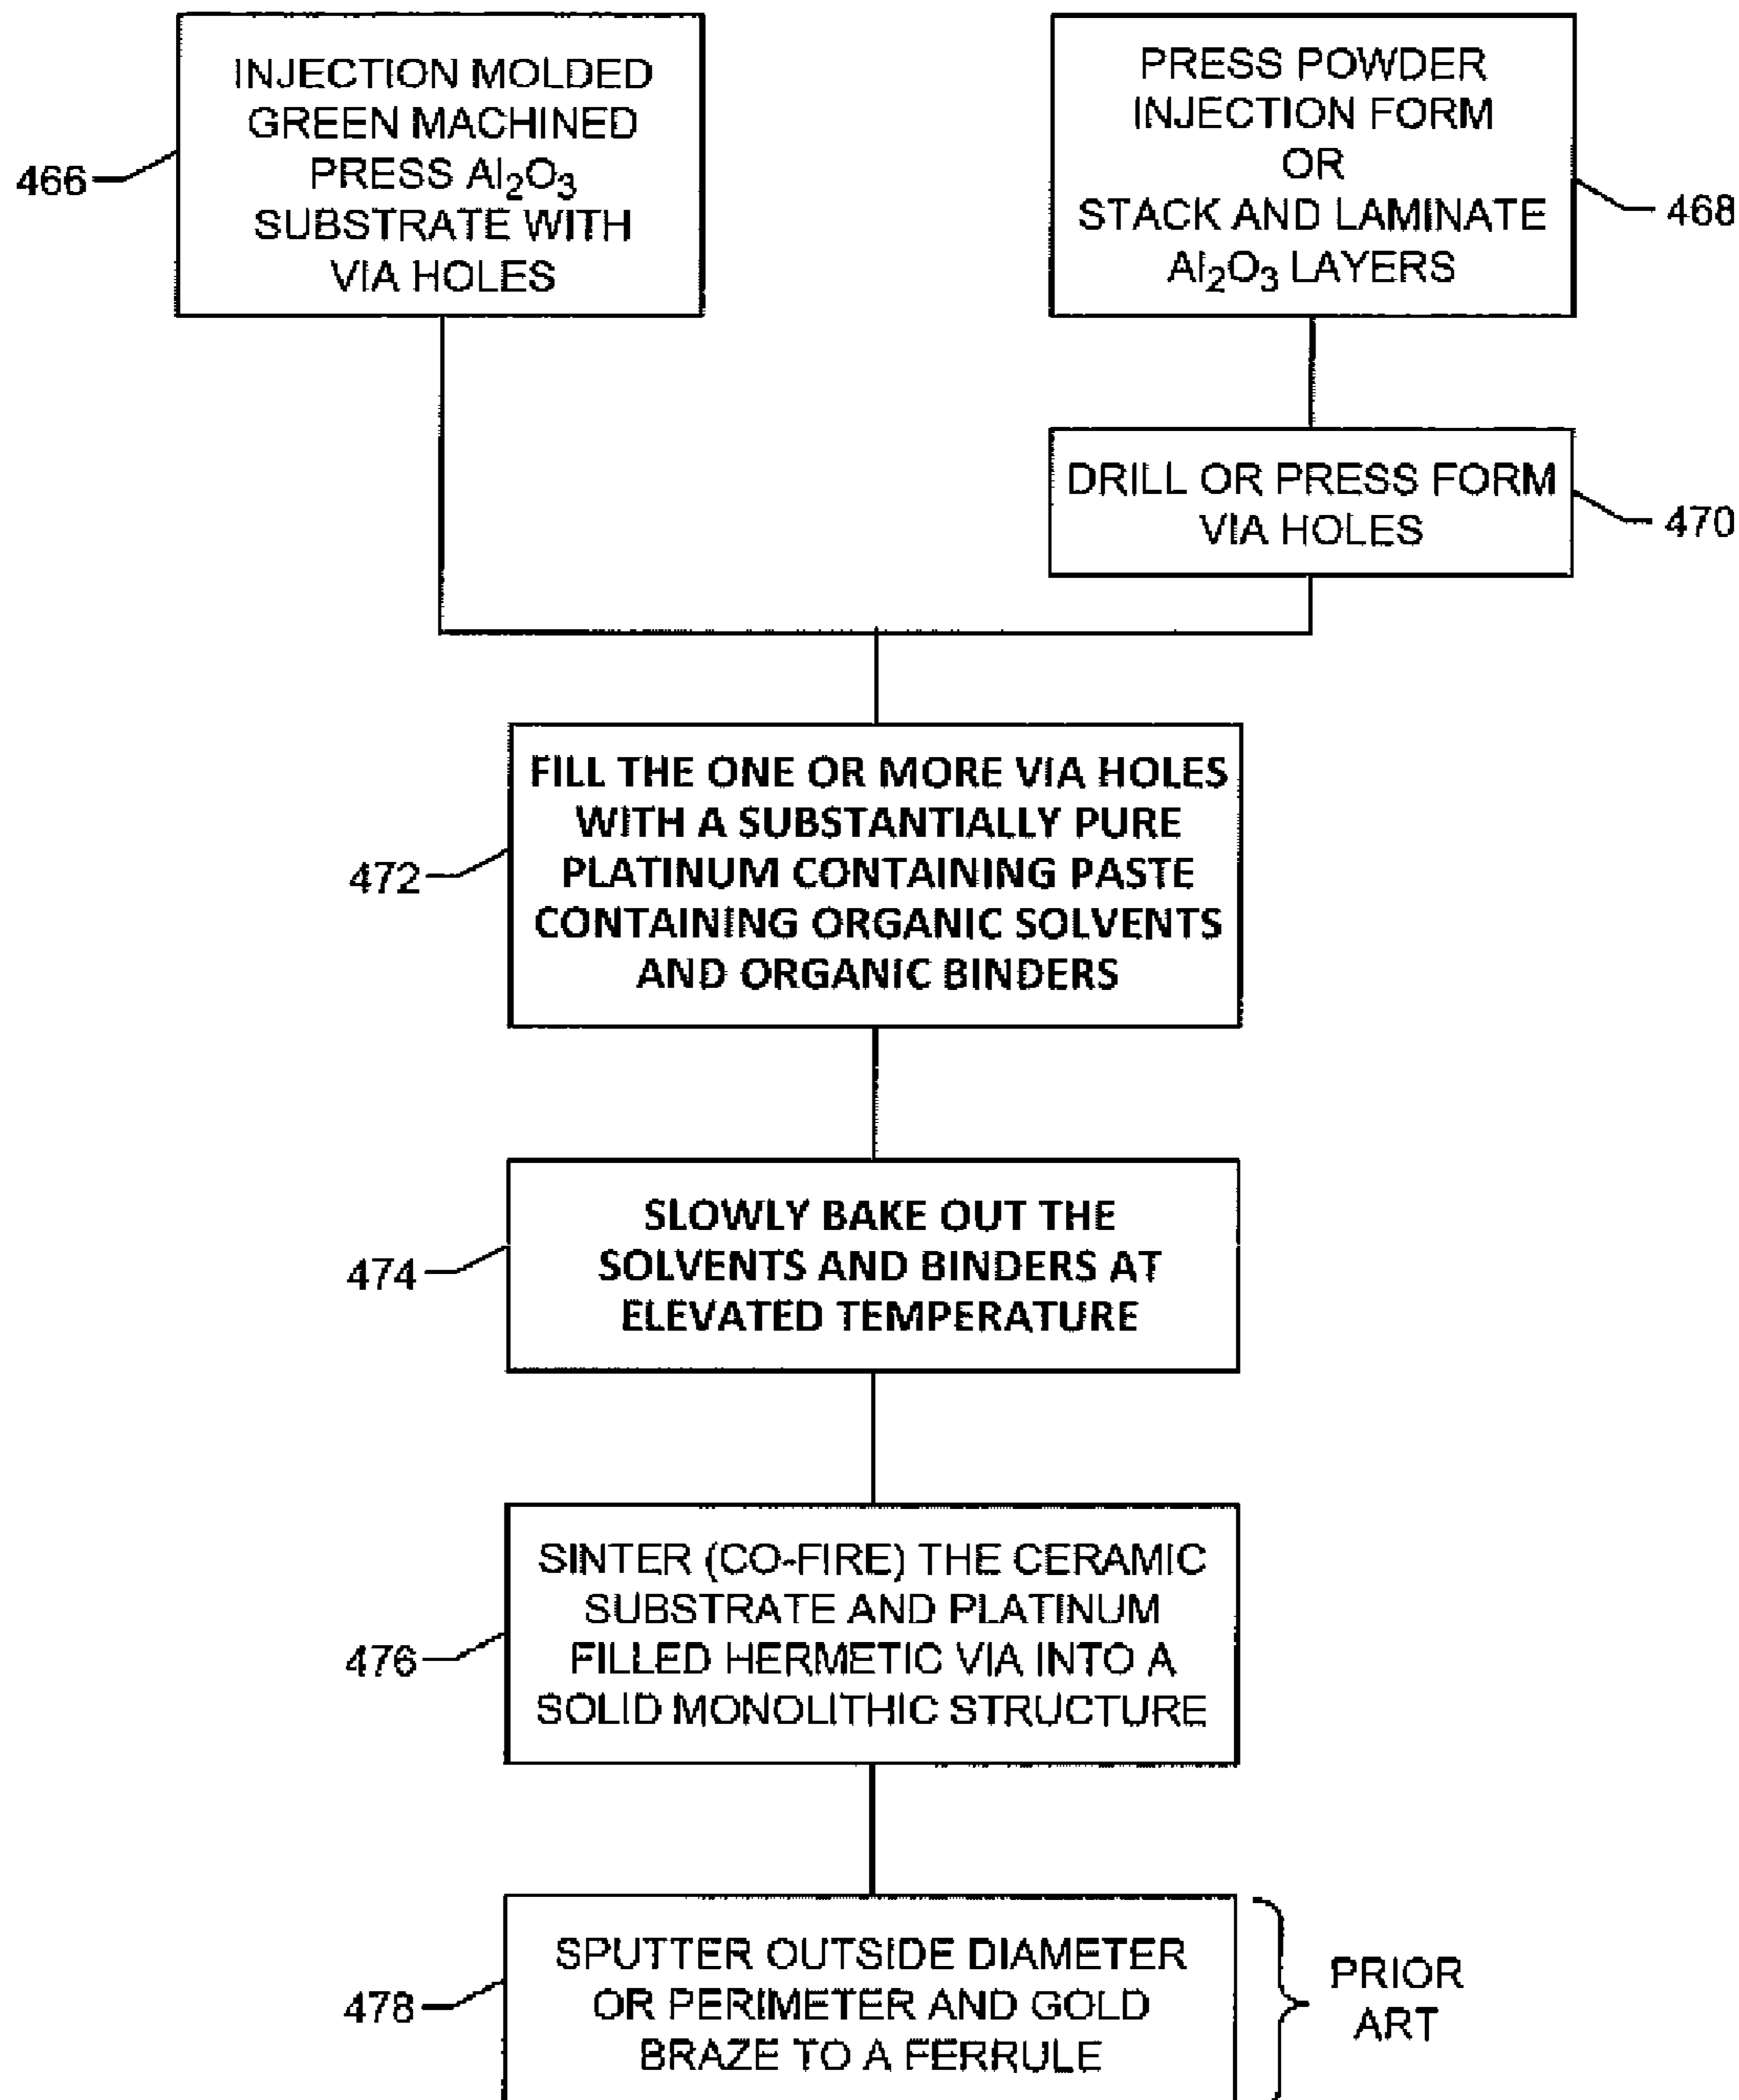 INJECTION MOLDED
GREEN MACHINED
PRESS Al₂O₃
SUBSTRATE WITH
VIA HOLES
466
PRESS POWDER
INJECTION FORM
OR
STACK AND LAMINATE
Al₂O₃ LAYERS
468
DRILL OR PRESS FORM
VIA HOLES
470
FILL THE ONE OR MORE VIA HOLES
WITH A SUBSTANTIALLY PURE
PLATINUM CONTAINING PASTE
CONTAINING ORGANIC SOLVENTS
AND ORGANIC BINDERS
472
SLOWLY BAKE OUT THE
SOLVENTS AND BINDERS AT
ELEVATED TEMPERATURE
474
SINTER (CO-FIRE) THE CERAMIC
SUBSTRATE AND PLATINUM
FILLED HERMETIC VIA INTO A
SOLID MONOLITHIC STRUCTURE
476
SPUTTER OUTSIDE DIAMETER
OR PERIMETER AND GOLD
BRAZE TO A FERRULE
478
PRIOR
ART